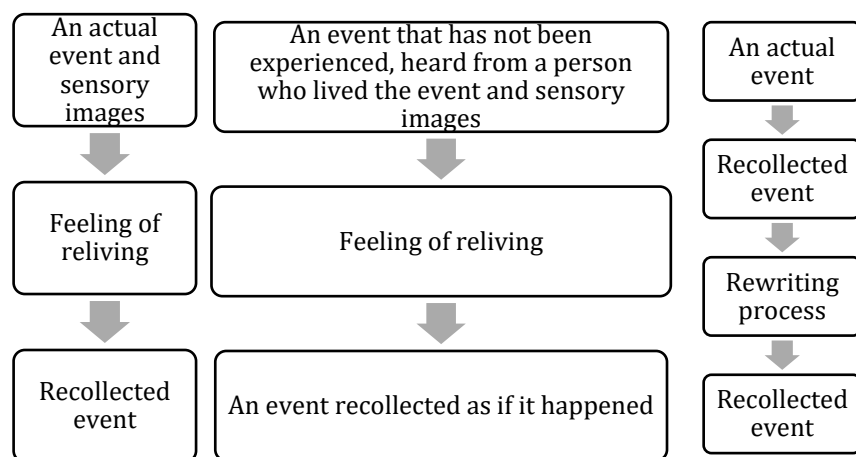 An actual
event and
sensory
images
Feeling of
reliving
Recollected
event
An event that has not been
experienced, heard from a person
who lived the event and sensory
images
Feeling of reliving
An event recollected as if it happened
An actual
event
Recollected
event
Rewriting
process
Recollected
event